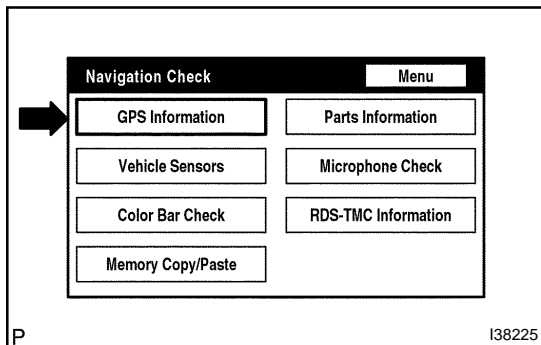 Navigation Check Menu
GPS Information Parts Information
Vehicle Sensors Microphone Check
Color Bar Check RDS-TMC Information
Memory Copy/Paste
P I38225